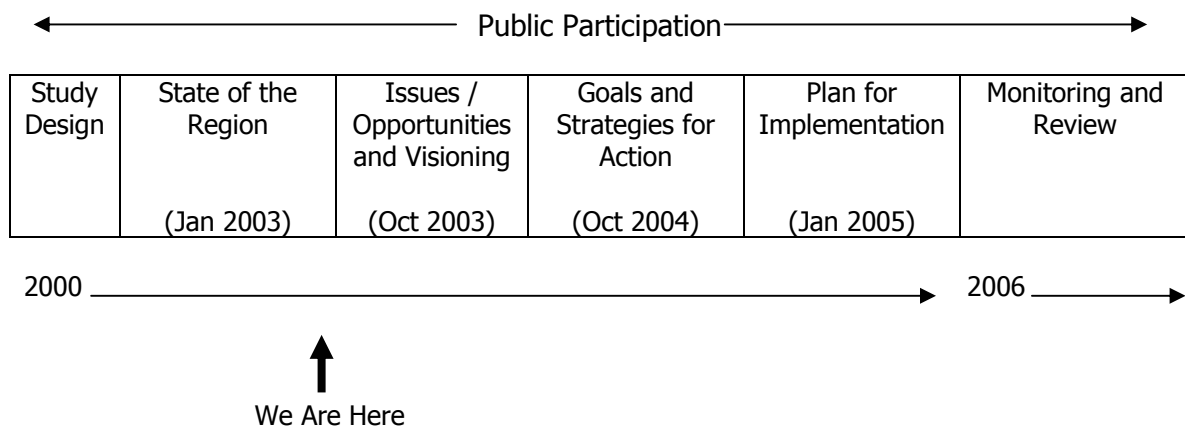 Public Participation
Study
Design
State of the
Region
(Jan 2003)
Issues /
Opportunities
and Visioning
(Oct 2003)
Goals and
Strategies for
Action
(Oct 2004)
Plan for
Implementation
(Jan 2005)
Monitoring and
Review
2000
2006
We Are Here